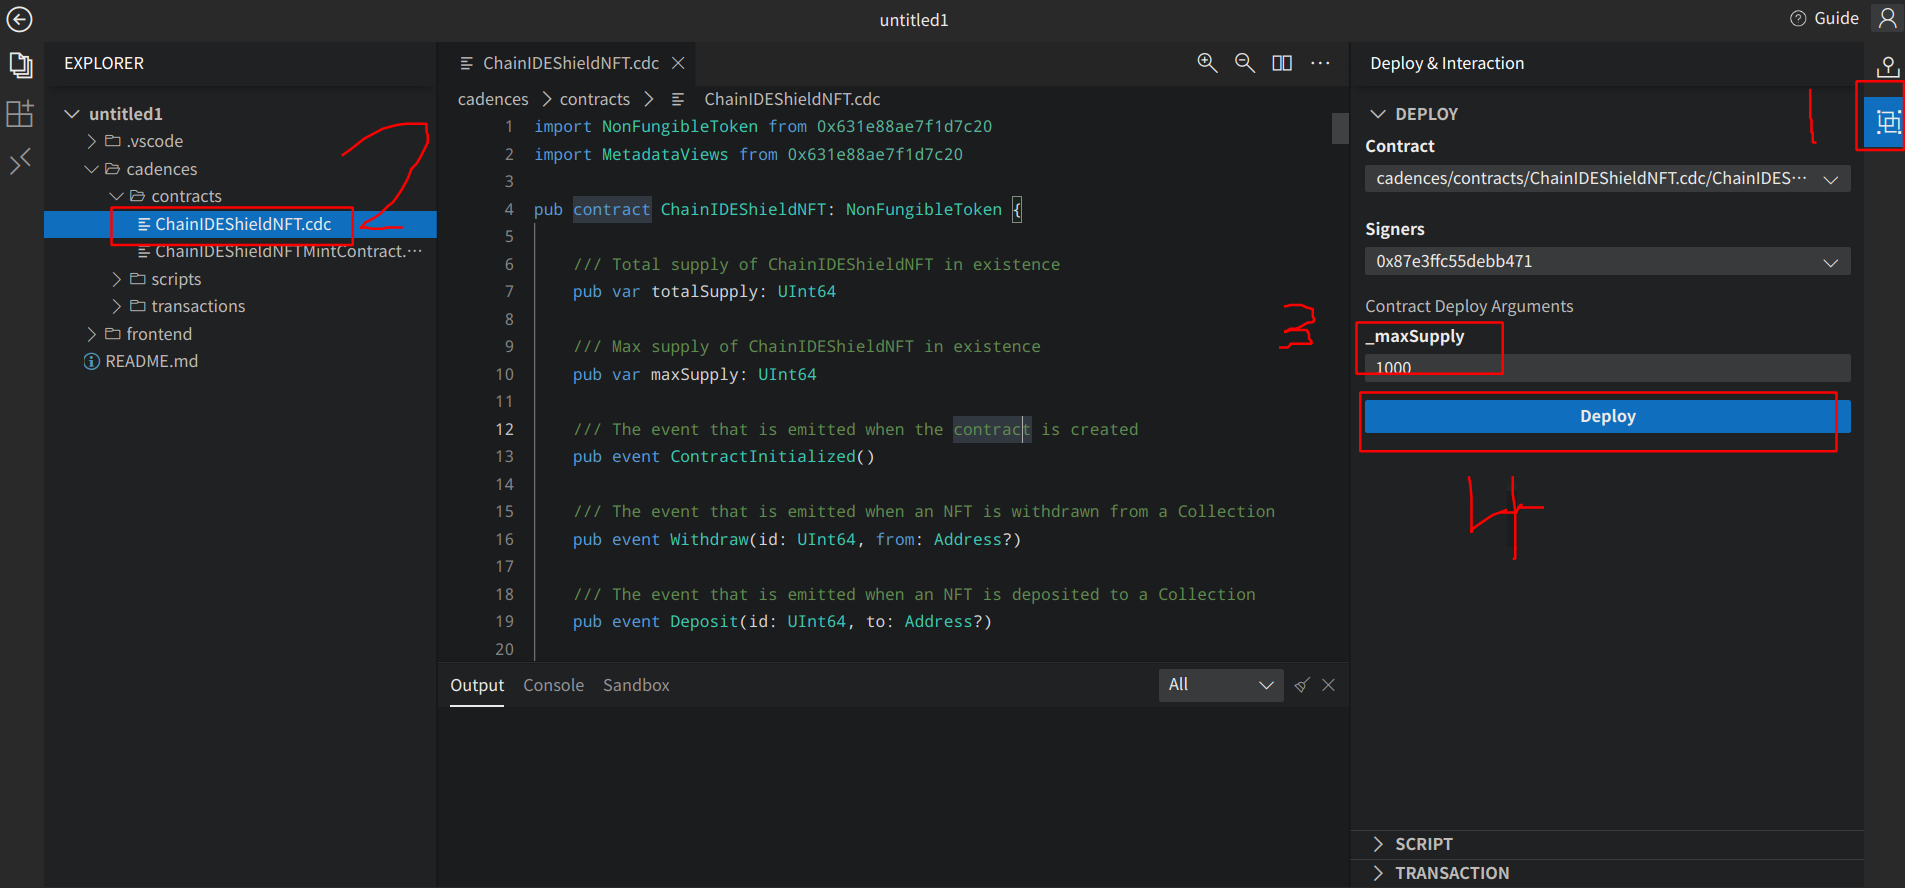 untitled1
Guide
EXPLORER
untitled1
.vscode
cadences
contracts
ChainIDEShieldNFT.cdc
ChainIDEShieldNFTMintContract.···
scripts
transactions
frontend
README.md
2
ChainIDEShieldNFT.cdc
cadences > contracts > ChainIDEShieldNFT.cdc
1 import NonFungibleToken from 0x631e88ae7f1d7c20
2 import MetadataViews from 0x631e88ae7f1d7c20
3
4 pub contract ChainIDEShieldNFT: NonFungibleToken {
5
6 /// Total supply of ChainIDEShieldNFT in existence
7 pub var totalSupply: UInt64
8
9 /// Max supply of ChainIDEShieldNFT in existence
10 pub var maxSupply: UInt64
11
12 /// The event that is emitted when the contract is created
13 pub event ContractInitialized()
14
15 /// The event that is emitted when an NFT is withdrawn from a Collection
16 pub event Withdraw(id: UInt64, from: Address?)
17
18 /// The event that is emitted when an NFT is deposited to a Collection
19 pub event Deposit(id: UInt64, to: Address?)
20
Output Console Sandbox
All
Deploy & Interaction
1
DEPLOY
Contract
cadences/contracts/ChainIDEShieldNFT.cdc/ChainIDES···
Signers
0x87e3ffc55debb471
Contract Deploy Arguments
3
_maxSupply
1000
Deploy
4
SCRIPT
TRANSACTION